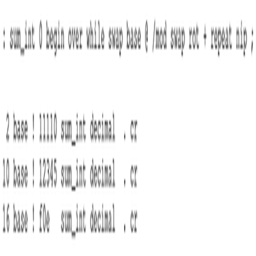 : sum_int 0 begin over while swap base @ /mod swap rot + repeat nip ;
2 base ! 11110 sum_int decimal . cr
10 base ! 12345 sum_int decimal . cr
16 base ! f0e sum_int decimal . cr